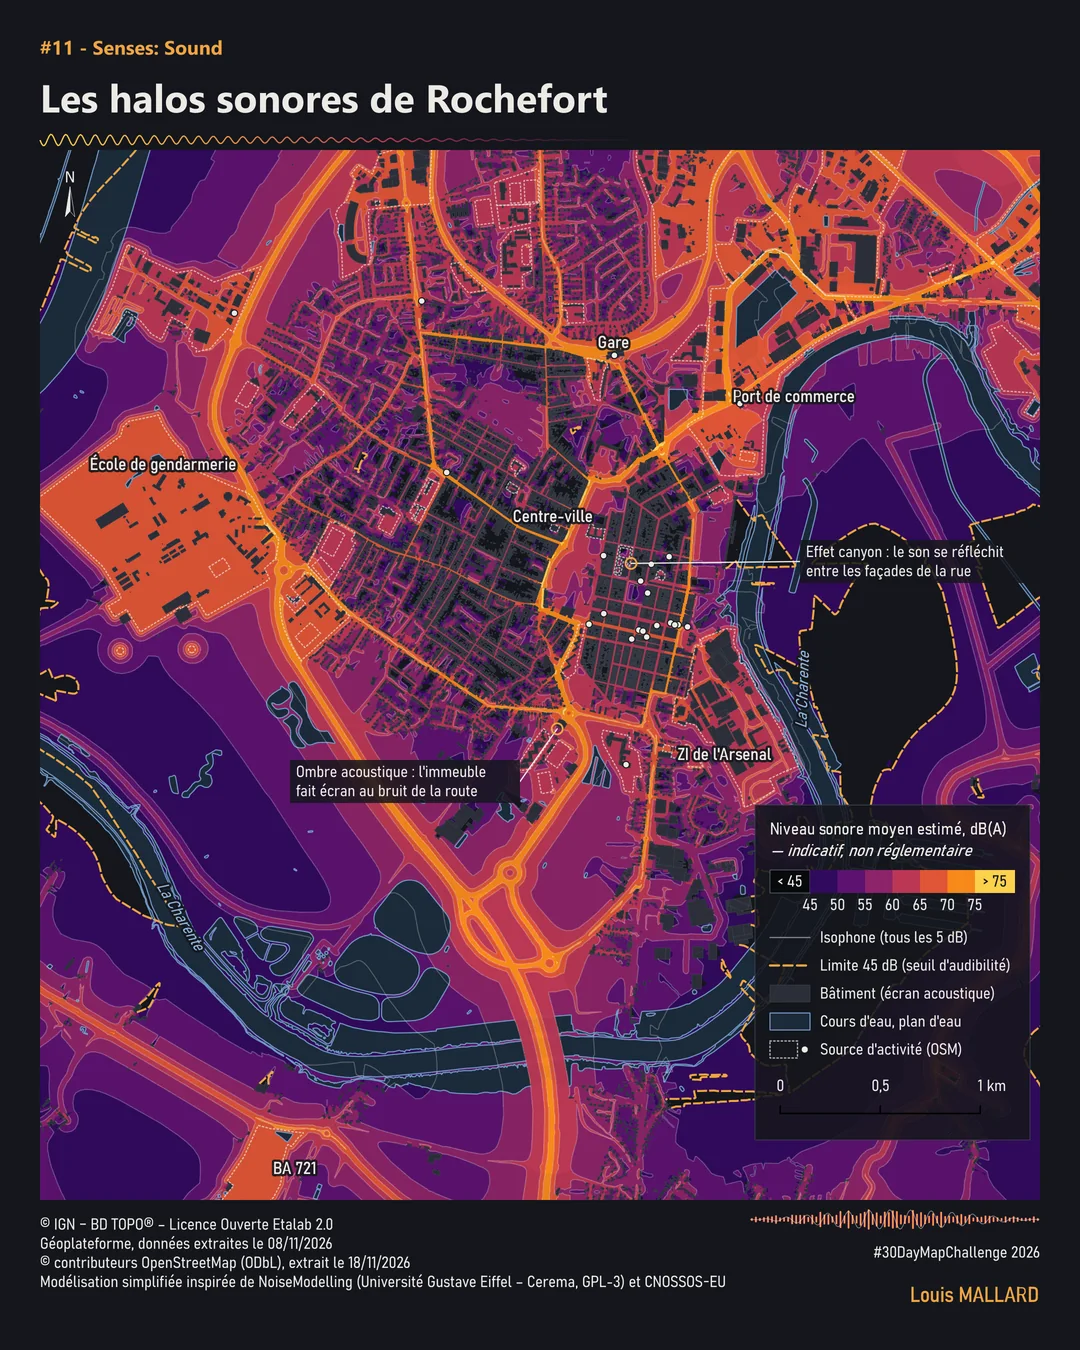 #11 - Senses: Sound
Les halos sonores de Rochefort
N
Gare
Port de commerce
École de gendarmerie
Centre-ville
Effet canyon : le son se réfléchit
entre les façades de la rue
La Charente
ZI de l'Arsenal
Ombre acoustique : l'immeuble
fait écran au bruit de la route
La Charente
BA 721
Niveau sonore moyen estimé, dB(A)
— indicatif, non réglementaire
< 45 > 75
45 50 55 60 65 70 75
Isophone (tous les 5 dB)
Limite 45 dB (seuil d'audibilité)
Bâtiment (écran acoustique)
Cours d'eau, plan d'eau
Source d'activité (OSM)
0 0,5 1 km
© IGN – BD TOPO® – Licence Ouverte Etalab 2.0
Géoplateforme, données extraites le 08/11/2026
© contributeurs OpenStreetMap (ODbL), extrait le 18/11/2026
Modélisation simplifiée inspirée de NoiseModelling (Université Gustave Eiffel – Cerema, GPL-3) et CNOSSOS-EU
#30DayMapChallenge 2026
Louis MALLARD